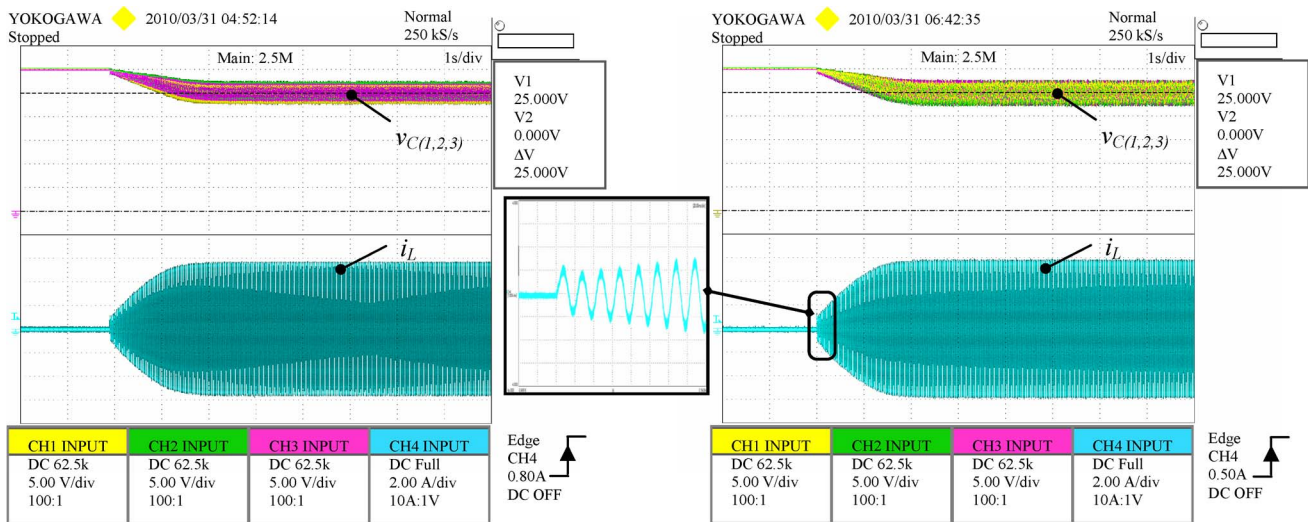 YOKOGAWA 2010/03/31 04:52:14 Normal
Stopped 250 kS/s
Main: 2.5M 1s/div
V1
25.000V
V2
0.000V
ΔV
25.000V
vC(1,2,3)
iL
CH1 INPUT CH2 INPUT CH3 INPUT CH4 INPUT
DC 62.5k DC 62.5k DC 62.5k DC Full
5.00 V/div 5.00 V/div 5.00 V/div 2.00 A/div
100:1 100:1 100:1 10A:1V
Edge
CH4
0.80A
DC OFF
YOKOGAWA 2010/03/31 06:42:35 Normal
Stopped 250 kS/s
Main: 2.5M 1s/div
V1
25.000V
V2
0.000V
ΔV
25.000V
vC(1,2,3)
iL
CH1 INPUT CH2 INPUT CH3 INPUT CH4 INPUT
DC 62.5k DC 62.5k DC 62.5k DC Full
5.00 V/div 5.00 V/div 5.00 V/div 2.00 A/div
100:1 100:1 100:1 10A:1V
Edge
CH4
0.50A
DC OFF